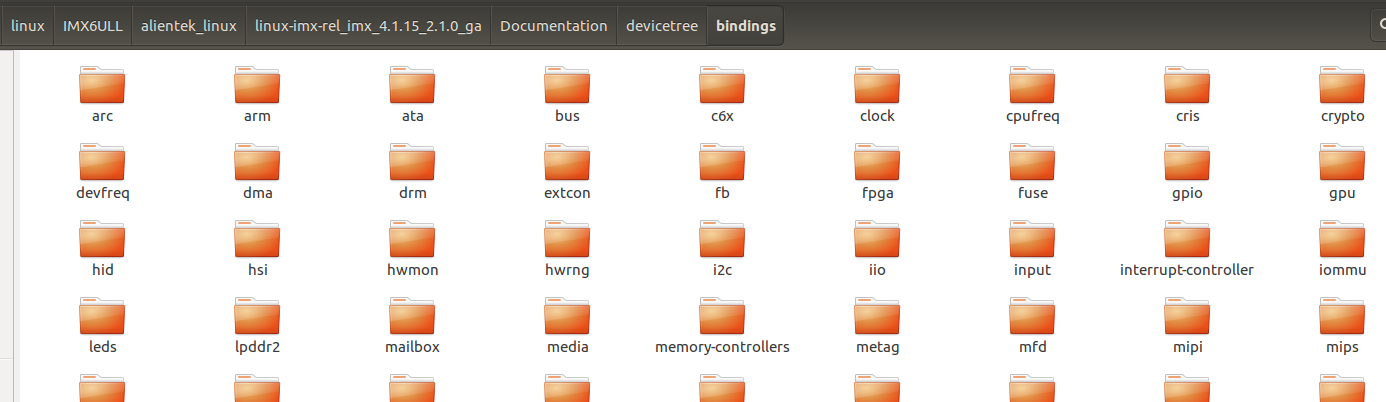 linux IMX6ULL alientek_linux linux-imx-rel_imx_4.1.15_2.1.0_ga Documentation devicetree bindings
arc arm ata bus c6x clock cpufreq cris crypto
devfreq dma drm extcon fb fpga fuse gpio gpu
hid hsi hwmon hwrng i2c iio input interrupt-controller iommu
leds lpddr2 mailbox media memory-controllers metag mfd mipi mips